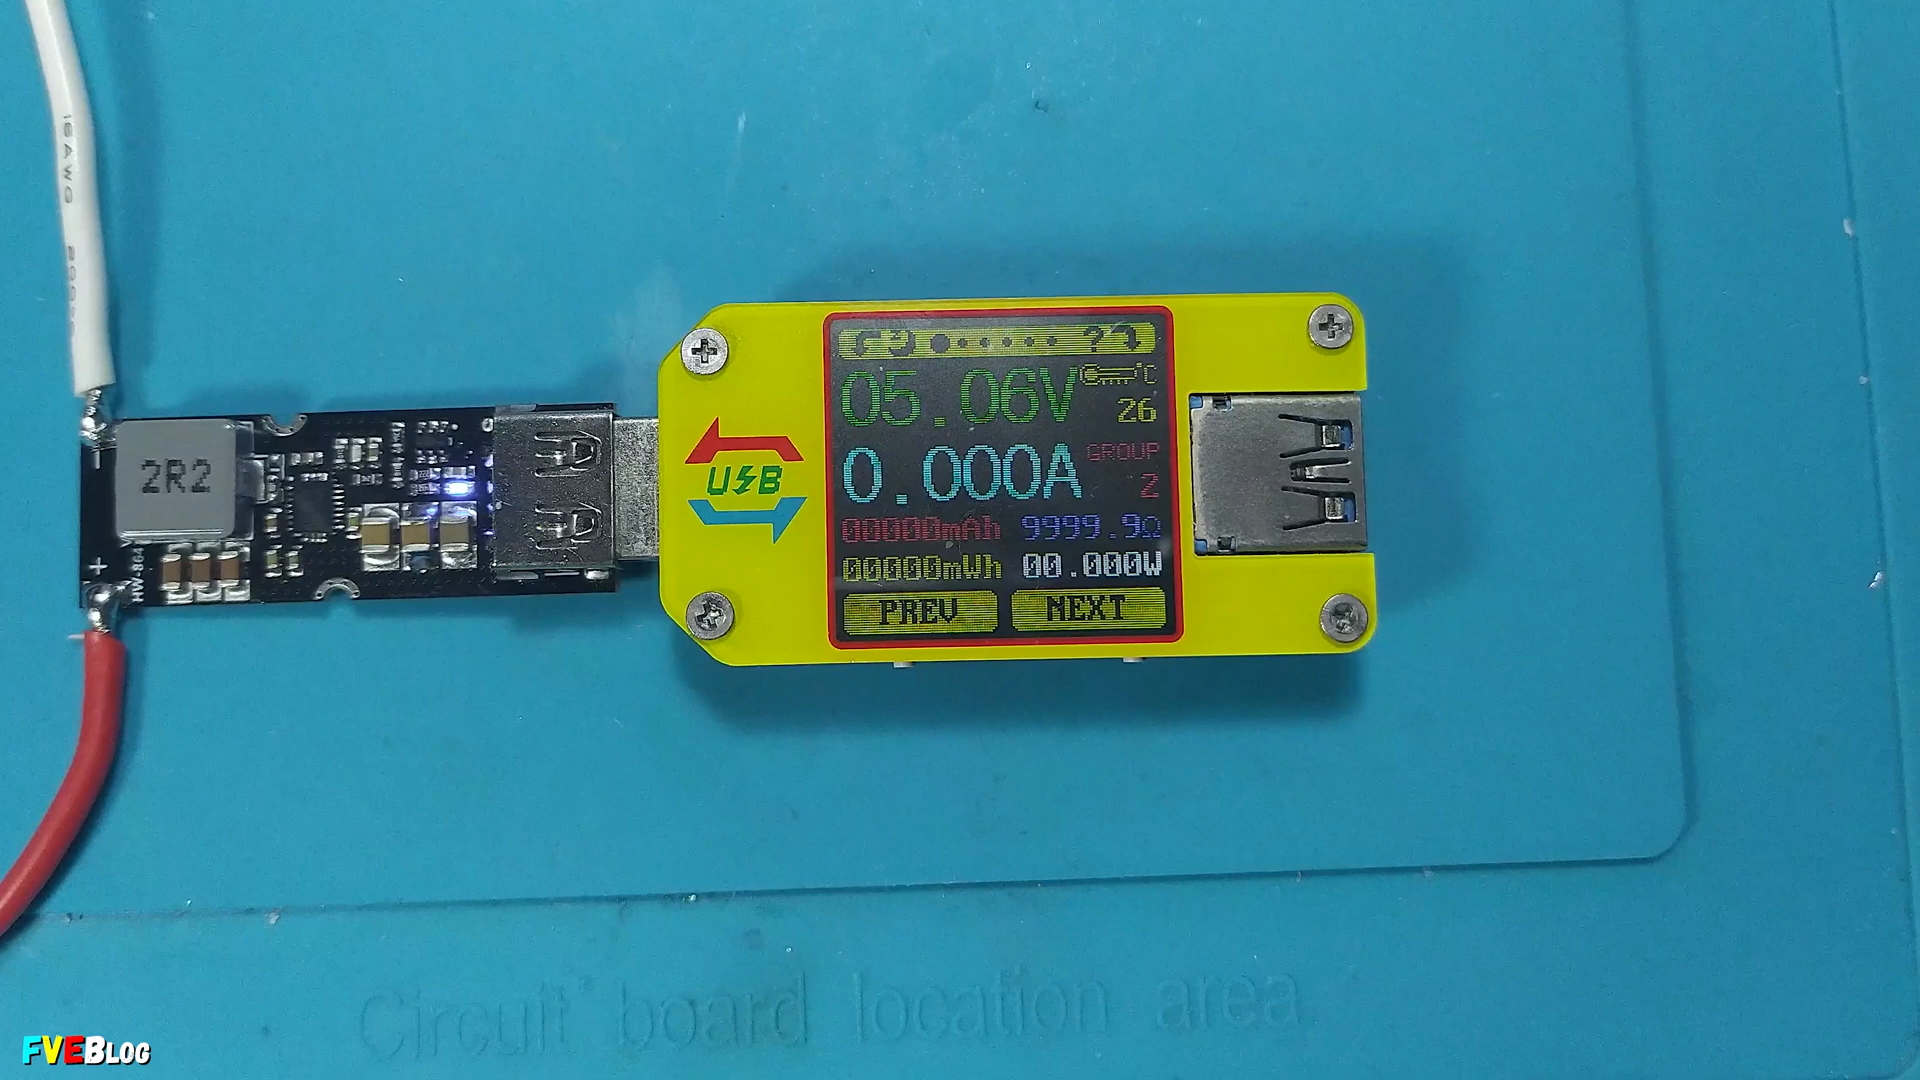 16AWG 200°C
2R2
HW-864
+
USB
?
05.06V
°C
26
0.000A
GROUP
2
00000mAh
9999.9Ω
00000mWh
00.000W
PREV
NEXT
Circuit board location area
FVEBLOG